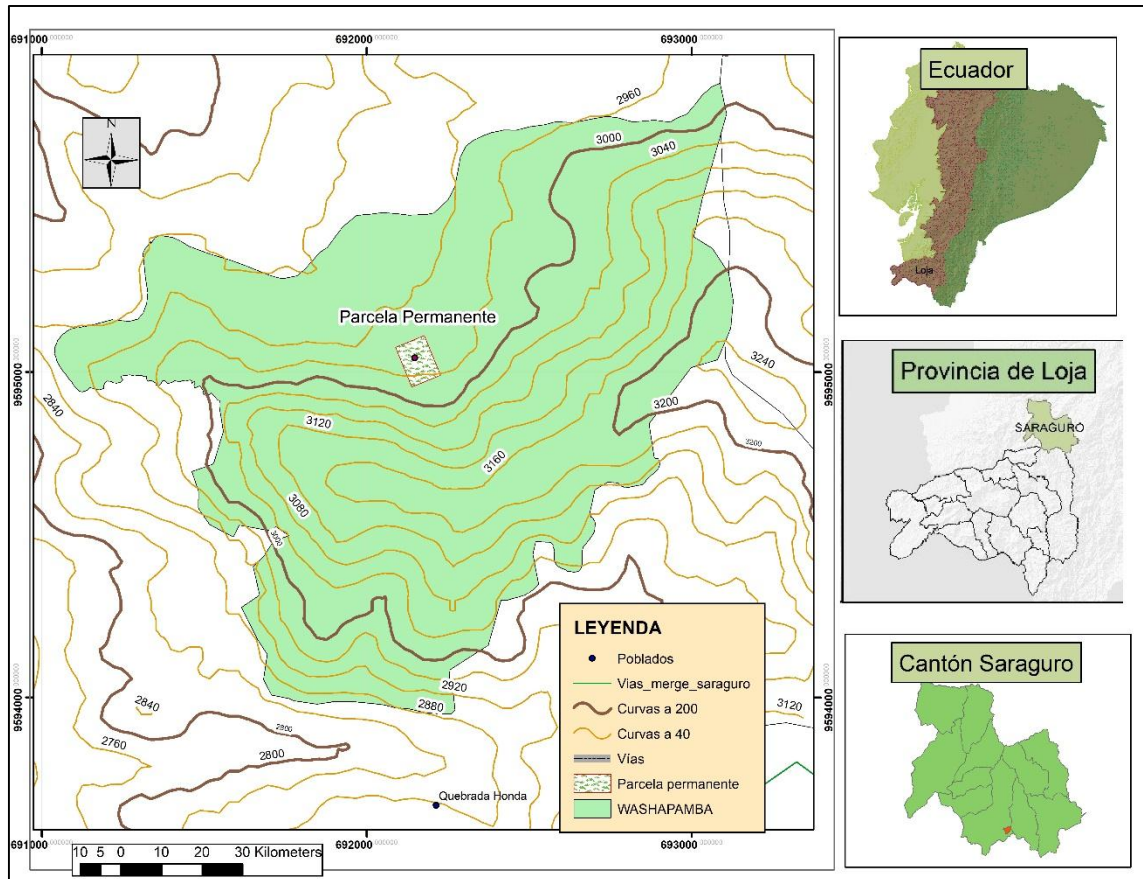 691000
692000
693000
Ecuador
Loja
Provincia de Loja
SARAGURO
Cantón Saraguro
N
2960
3000
3040
Parcela Permanente
9595000
9595000
3240
2840
3200
3200
3120
3160
3080
3000
2920
2880
3120
9594000
9594000
2840
2800
2760
2800
Quebrada Honda
LEYENDA
Poblados
Vias_merge_saraguro
Curvas a 200
Curvas a 40
Vías
Parcela permanente
WASHAPAMBA
691000
692000
693000
10 5 0 10 20 30 Kilometers